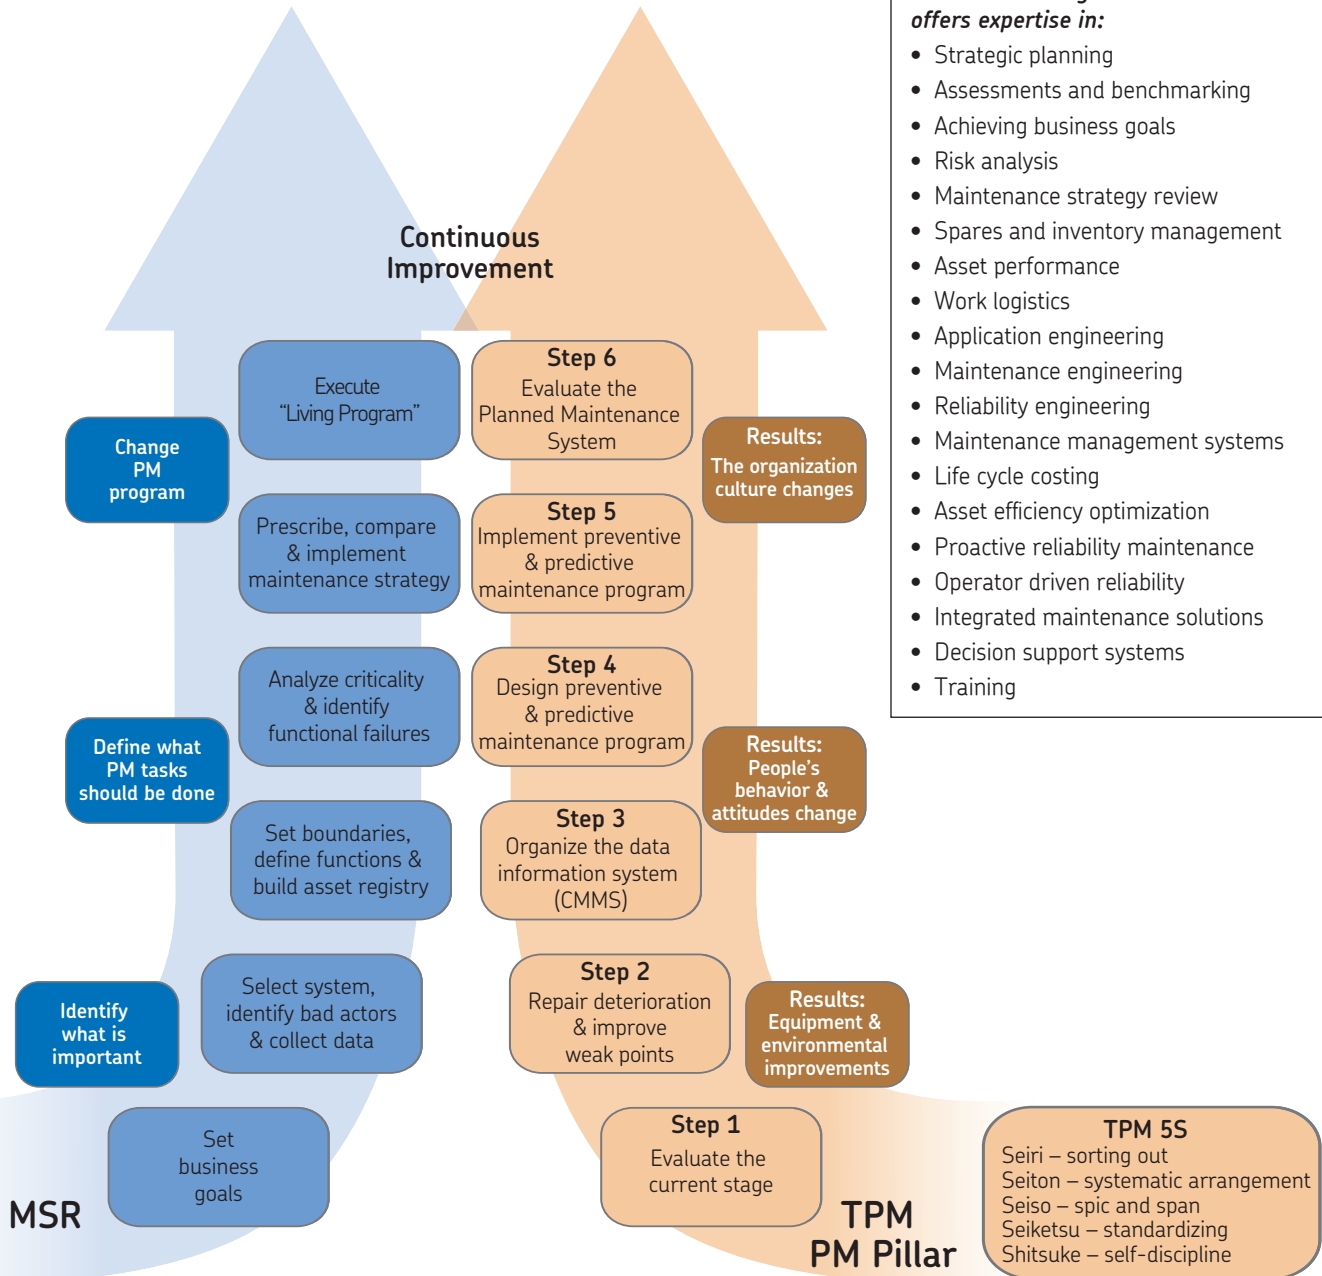 offers expertise in:
• Strategic planning
• Assessments and benchmarking
• Achieving business goals
• Risk analysis
• Maintenance strategy review
• Spares and inventory management
• Asset performance
• Work logistics
• Application engineering
• Maintenance engineering
• Reliability engineering
• Maintenance management systems
• Life cycle costing
• Asset efficiency optimization
• Proactive reliability maintenance
• Operator driven reliability
• Integrated maintenance solutions
• Decision support systems
• Training
Continuous
Improvement
Execute
“Living Program”
Step 6
Evaluate the
Planned Maintenance
System
Change
PM
program
Results:
The organization
culture changes
Prescribe, compare
& implement
maintenance strategy
Step 5
Implement preventive
& predictive
maintenance program
Analyze criticality
& identify
functional failures
Step 4
Design preventive
& predictive
maintenance program
Define what
PM tasks
should be done
Results:
People’s
behavior &
attitudes change
Set boundaries,
define functions &
build asset registry
Step 3
Organize the data
information system
(CMMS)
Select system,
identify bad actors
& collect data
Step 2
Repair deterioration
& improve
weak points
Identify
what is
important
Results:
Equipment &
environmental
improvements
Set
business
goals
Step 1
Evaluate the
current stage
MSR
TPM
PM Pillar
TPM 5S
Seiri – sorting out
Seiton – systematic arrangement
Seiso – spic and span
Seiketsu – standardizing
Shitsuke – self-discipline